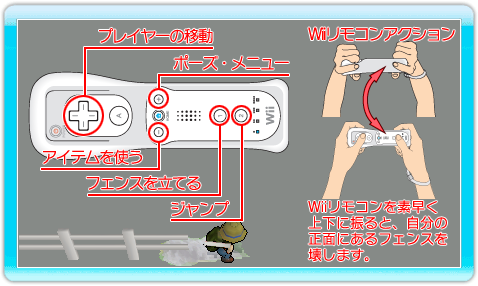 プレイヤーの移動
ポーズ・メニュー
アイテムを使う
フェンスを立てる
ジャンプ
A
1
2
Wii
Wiiリモコンアクション
Wiiリモコンを素早く
上下に振ると、自分の
正面にあるフェンスを
壊します。